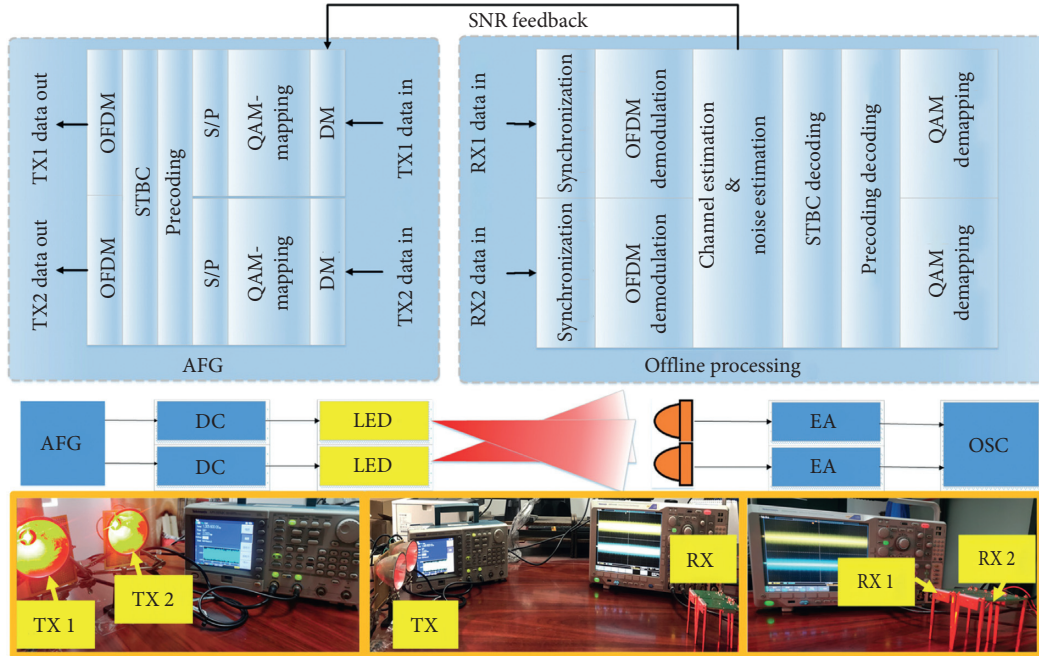 SNR feedback
TX1 data out
OFDM
STBC
Precoding
S/P
QAM-
mapping
DM
TX1 data in
TX2 data out
OFDM
S/P
QAM-
mapping
DM
TX2 data in
AFG
RX1 data in
Synchronization
OFDM
demodulation
Channel estimation
&
noise estimation
STBC decoding
Precoding decoding
QAM
demapping
RX2 data in
Synchronization
OFDM
demodulation
QAM
demapping
Offline processing
AFG
DC
LED
EA
OSC
DC
LED
EA
TX 1
TX 2
TX
RX
RX 1
RX 2